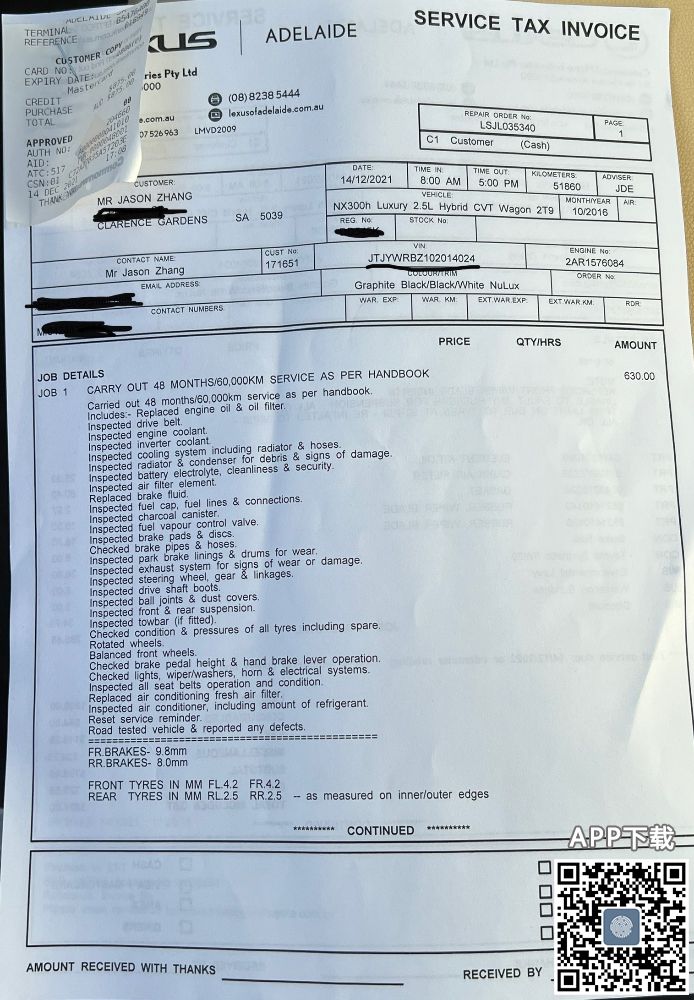 SERVICE TAX INVOICE
ADELAIDE
TERMINAL
REFERENCE
CUSTOMER COPY
CARD NO:
EXPIRY DATE:
Mastercard
CREDIT
PURCHASE
TOTAL
APPROVED
AUTH NO:
AID:
ATC:517
CSN:01
14 DEC
17:08
Pty Ltd
(08) 8238 5444
lexusofadelaide.com.au
LMVD2009
REPAIR ORDER No:
LSJL035340
PAGE:
1
C1 Customer (Cash)
CUSTOMER:
MR JASON ZHANG
CLARENCE GARDENS SA 5039
DATE:
14/12/2021
TIME IN:
8:00 AM
TIME OUT:
5:00 PM
KILOMETERS:
51860
ADVISER:
JDE
VEHICLE:
NX300h Luxury 2.5L Hybrid CVT Wagon 2T9
MONTH/YEAR
10/2016
AIR:
REG. No:
STOCK No:
CONTACT NAME:
Mr Jason Zhang
CUST No:
171651
VIN:
JTJYWRBZ102014024
ENGINE No:
2AR1576084
EMAIL ADDRESS:
COLOUR/TRIM
Graphite Black/Black/White NuLux
ORDER No:
CONTACT NUMBERS:
WAR. EXP:
WAR. KM:
EXT.WAR.EXP:
EXT.WAR.KM:
RDR:
PRICE QTY/HRS AMOUNT
JOB DETAILS
JOB 1 CARRY OUT 48 MONTHS/60,000KM SERVICE AS PER HANDBOOK 630.00
Carried out 48 months/60,000km service as per handbook.
Includes:- Replaced engine oil & oil filter.
Inspected drive belt.
Inspected engine coolant.
Inspected inverter coolant.
Inspected cooling system including radiator & hoses.
Inspected radiator & condenser for debris & signs of damage.
Inspected battery electrolyte, cleanliness & security.
Inspected air filter element.
Replaced brake fluid.
Inspected fuel cap, fuel lines & connections.
Inspected charcoal canister.
Inspected fuel vapour control valve.
Inspected brake pads & discs.
Checked brake pipes & hoses.
Inspected park brake linings & drums for wear.
Inspected exhaust system for signs of wear or damage.
Inspected steering wheel, gear & linkages.
Inspected drive shaft boots.
Inspected ball joints & dust covers.
Inspected front & rear suspension.
Inspected towbar (if fitted).
Checked condition & pressures of all tyres including spare.
Rotated wheels.
Balanced front wheels.
Checked brake pedal height & hand brake lever operation.
Checked lights, wiper/washers, horn & electrical systems.
Inspected all seat belts operation and condition.
Replaced air conditioning fresh air filter.
Inspected air conditioner, including amount of refrigerant.
Reset service reminder.
Road tested vehicle & reported any defects.
================================================
FR.BRAKES- 9.8mm
RR.BRAKES- 8.0mm
FRONT TYRES IN MM FL.4.2 FR.4.2
REAR TYRES IN MM RL.2.5 RR.2.5 -- as measured on inner/outer edges
********** CONTINUED **********
APP下载
AMOUNT RECEIVED WITH THANKS
RECEIVED BY